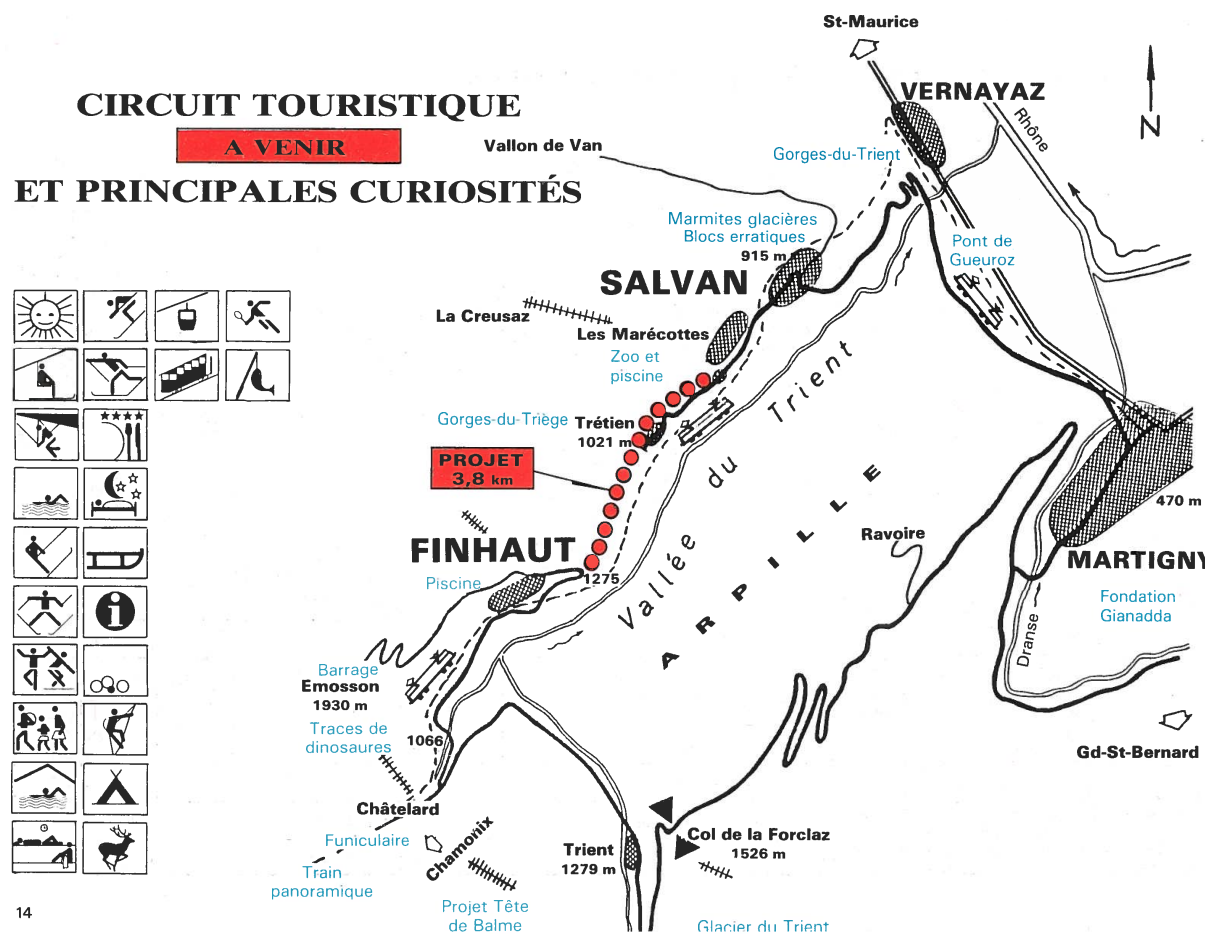 CIRCUIT TOURISTIQUE
A VENIR
ET PRINCIPALES CURIOSITÉS
St-Maurice
VERNAYAZ
N
Rhône
Vallon de Van
Gorges-du-Trient
Marmites glacières
Blocs erratiques
915 m
Pont de
Gueuroz
SALVAN
La Creusaz
Les Marécottes
Zoo et
piscine
Gorges-du-Triège
Trétien
1021 m
PROJET
3,8 km
Vallée du Trient
ARPILLE
470 m
Ravoire
MARTIGNY
FINHAUT
1275
Piscine
Fondation
Gianadda
Dranse
Barrage
Emosson
1930 m
Traces de
dinosaures
1066
Gd-St-Bernard
Châtelard
Funiculaire
Chamonix
Train
panoramique
Trient
1279 m
Col de la Forclaz
1526 m
Projet Tête
de Balme
Glacier du Trient
i
14